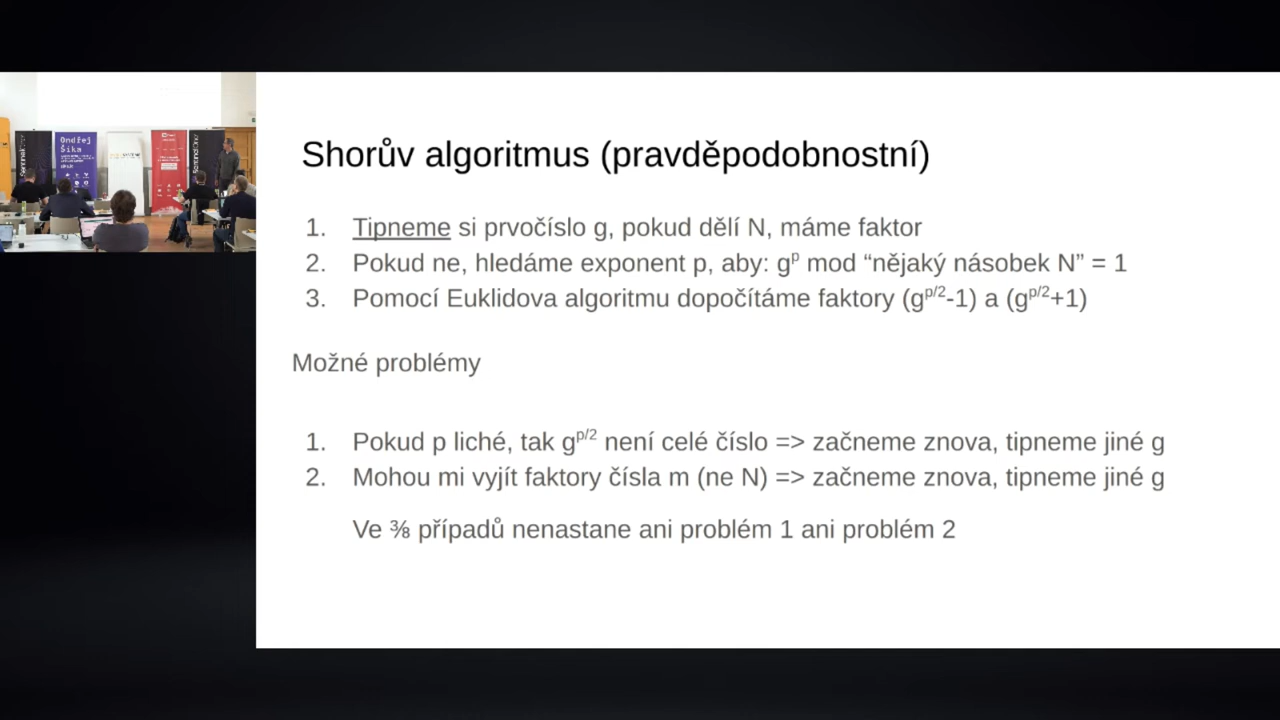 Ondřej
Šika
Shorův algoritmus (pravděpodobnostní)
1. Tipneme si prvočíslo g, pokud dělí N, máme faktor
2. Pokud ne, hledáme exponent p, aby: gᵖ mod “nějaký násobek N” = 1
3. Pomocí Euklidova algoritmu dopočítáme faktory (g^p/2-1) a (g^p/2+1)
Možné problémy
1. Pokud p liché, tak g^p/2 není celé číslo => začneme znova, tipneme jiné g
2. Mohou mi vyjít faktory čísla m (ne N) => začneme znova, tipneme jiné g
Ve ⅜ případů nenastane ani problém 1 ani problém 2